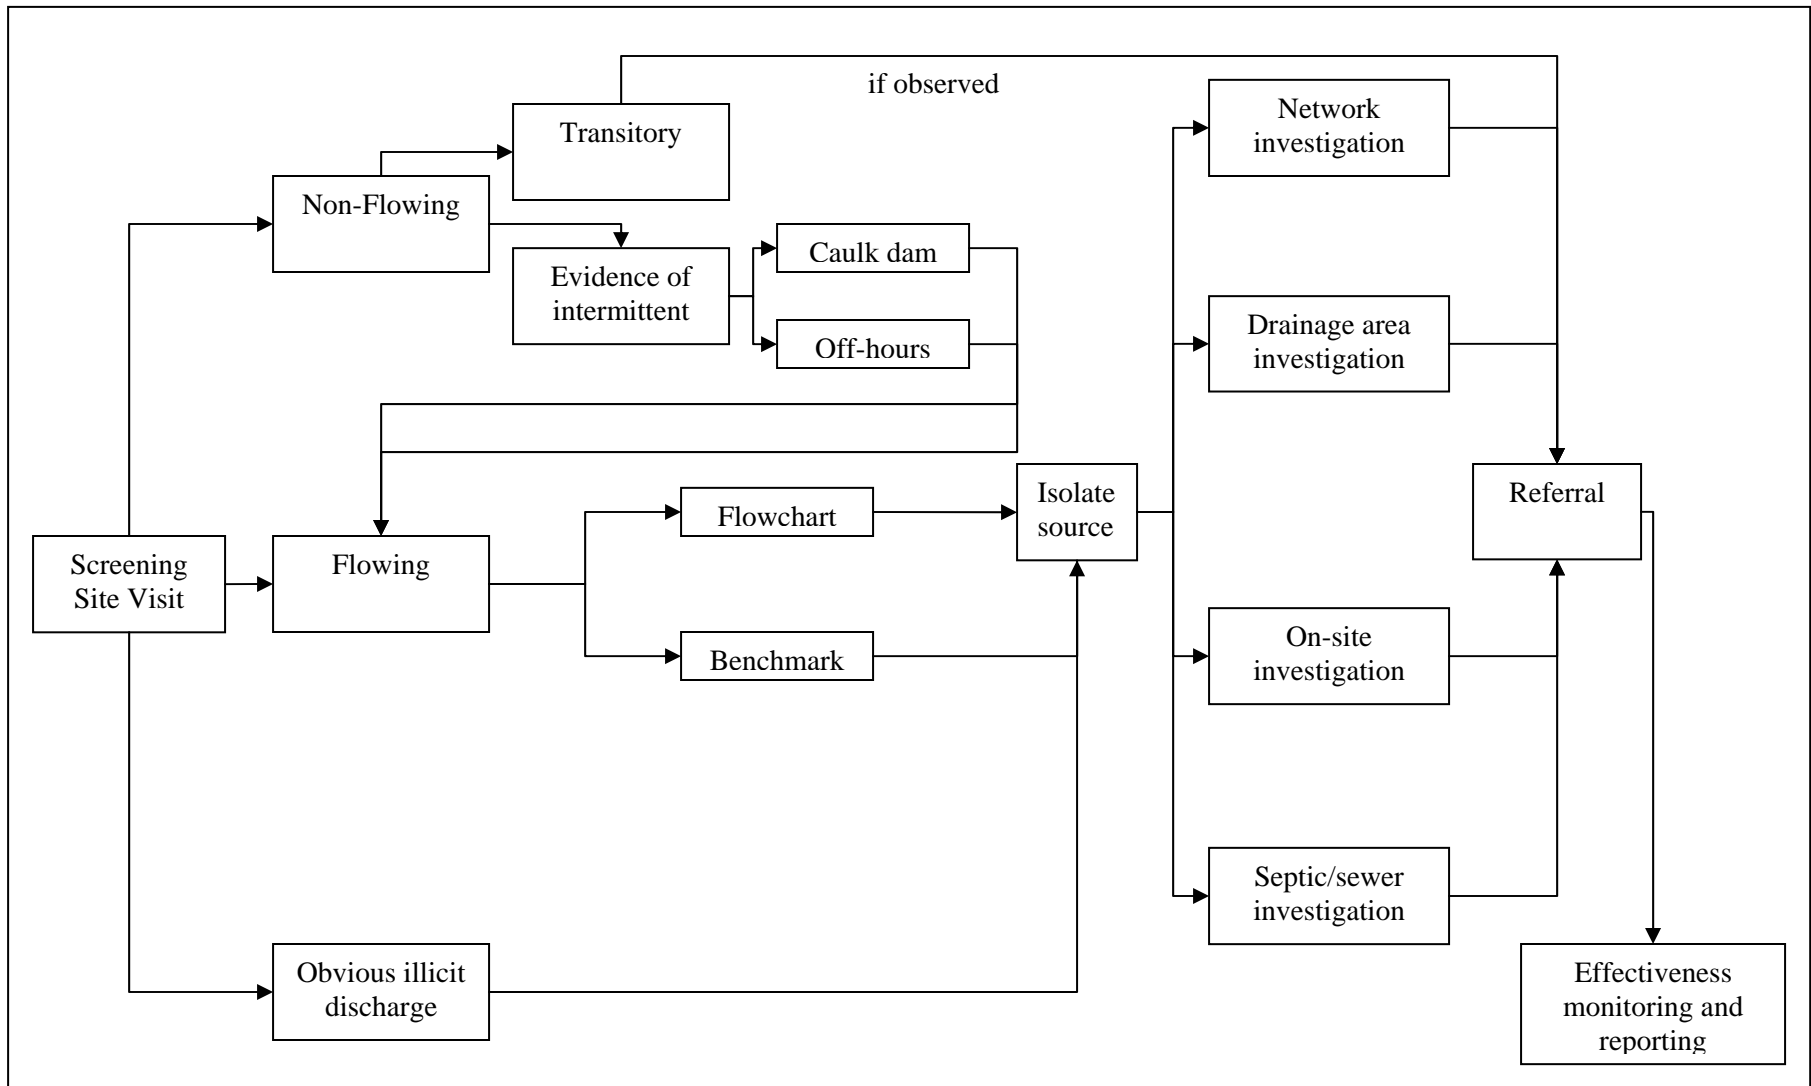 if observed
Transitory
Non-Flowing
Evidence of
intermittent
Caulk dam
Off-hours
Network
investigation
Drainage area
investigation
Screening
Site Visit
Flowing
Flowchart
Benchmark
Isolate
source
Referral
On-site
investigation
Septic/sewer
investigation
Obvious illicit
discharge
Effectiveness
monitoring and
reporting